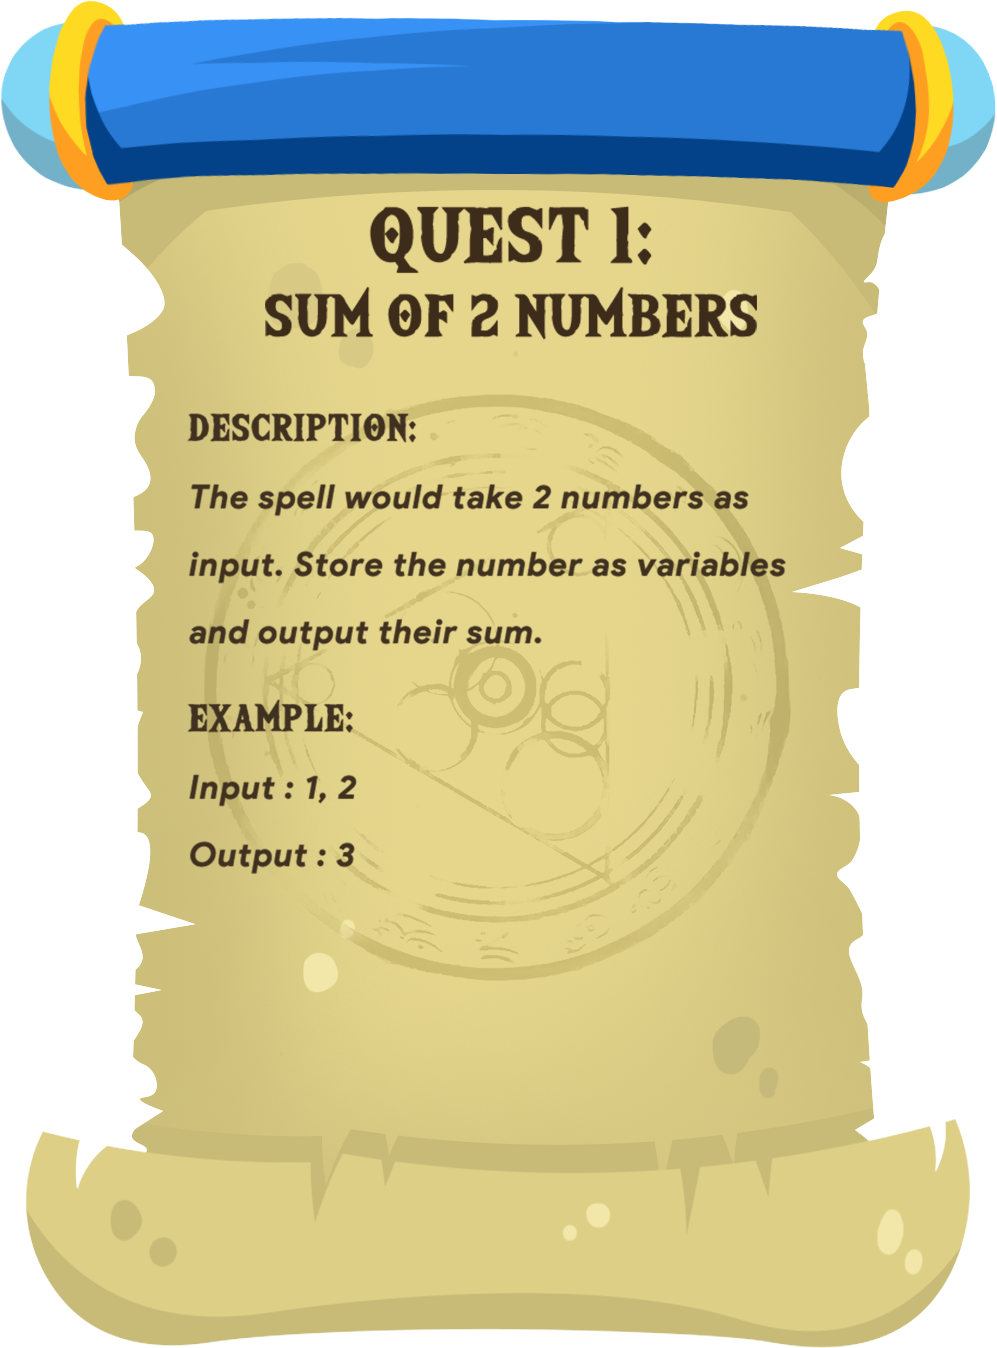 QUEST 1:
SUM OF 2 NUMBERS
DESCRIPTION:
The spell would take 2 numbers as
input. Store the number as variables
and output their sum.
EXAMPLE:
Input : 1, 2
Output : 3